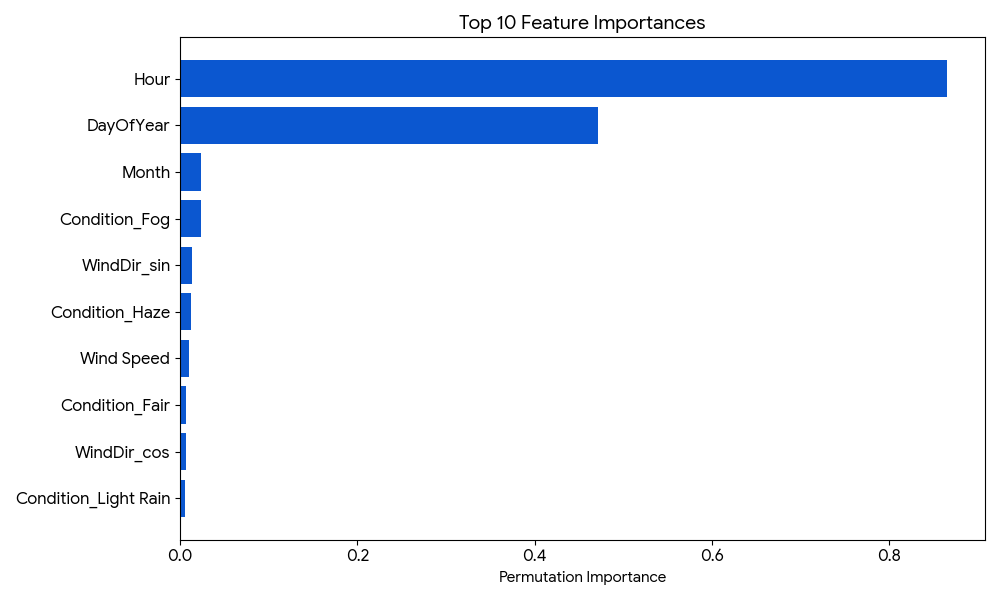 Top 10 Feature Importances
Hour
DayOfYear
Month
Condition_Fog
WindDir_sin
Condition_Haze
Wind Speed
Condition_Fair
WindDir_cos
Condition_Light Rain
0.0 0.2 0.4 0.6 0.8
Permutation Importance